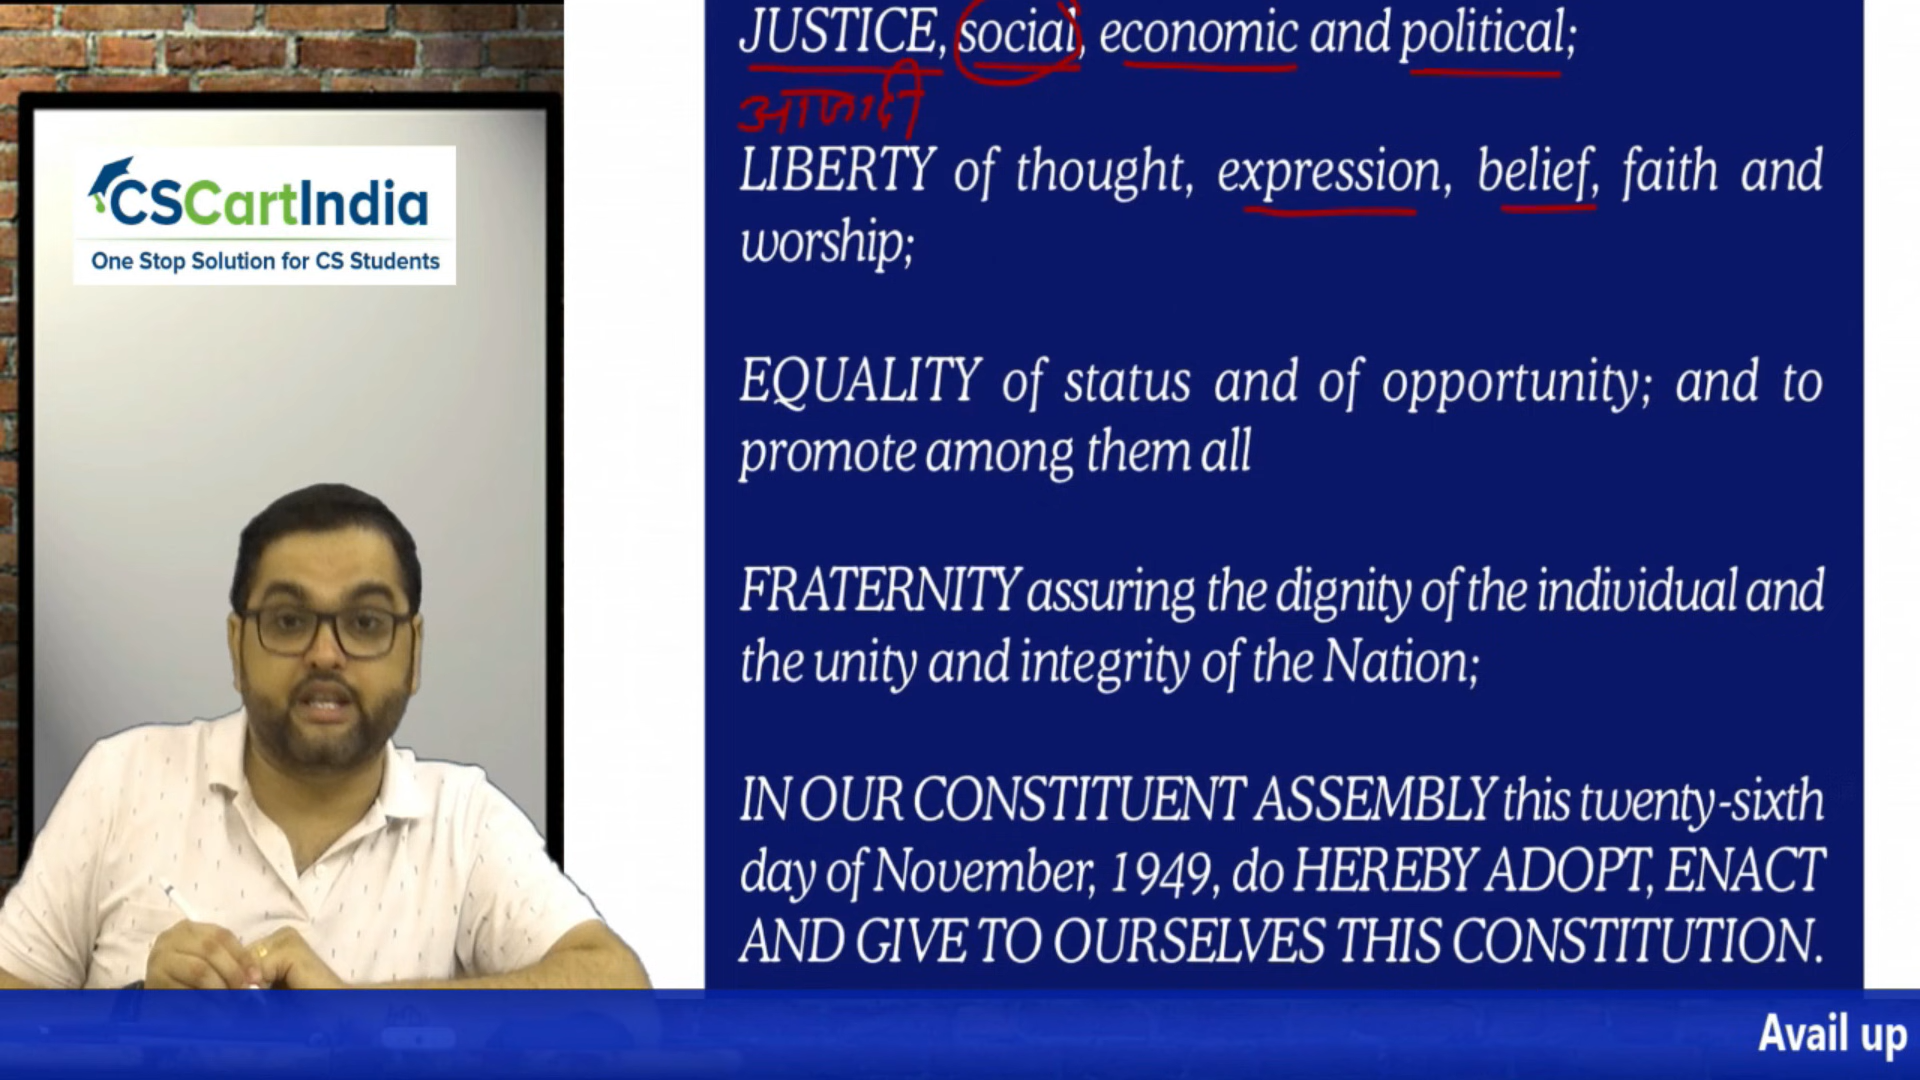 CSCartIndia
One Stop Solution for CS Students
JUSTICE, social, economic and political;
आजादी
LIBERTY of thought, expression, belief, faith and
worship;
EQUALITY of status and of opportunity; and to
promote among them all
FRATERNITY assuring the dignity of the individual and
the unity and integrity of the Nation;
IN OUR CONSTITUENT ASSEMBLY this twenty-sixth
day of November, 1949, do HEREBY ADOPT, ENACT
AND GIVE TO OURSELVES THIS CONSTITUTION.
Avail up